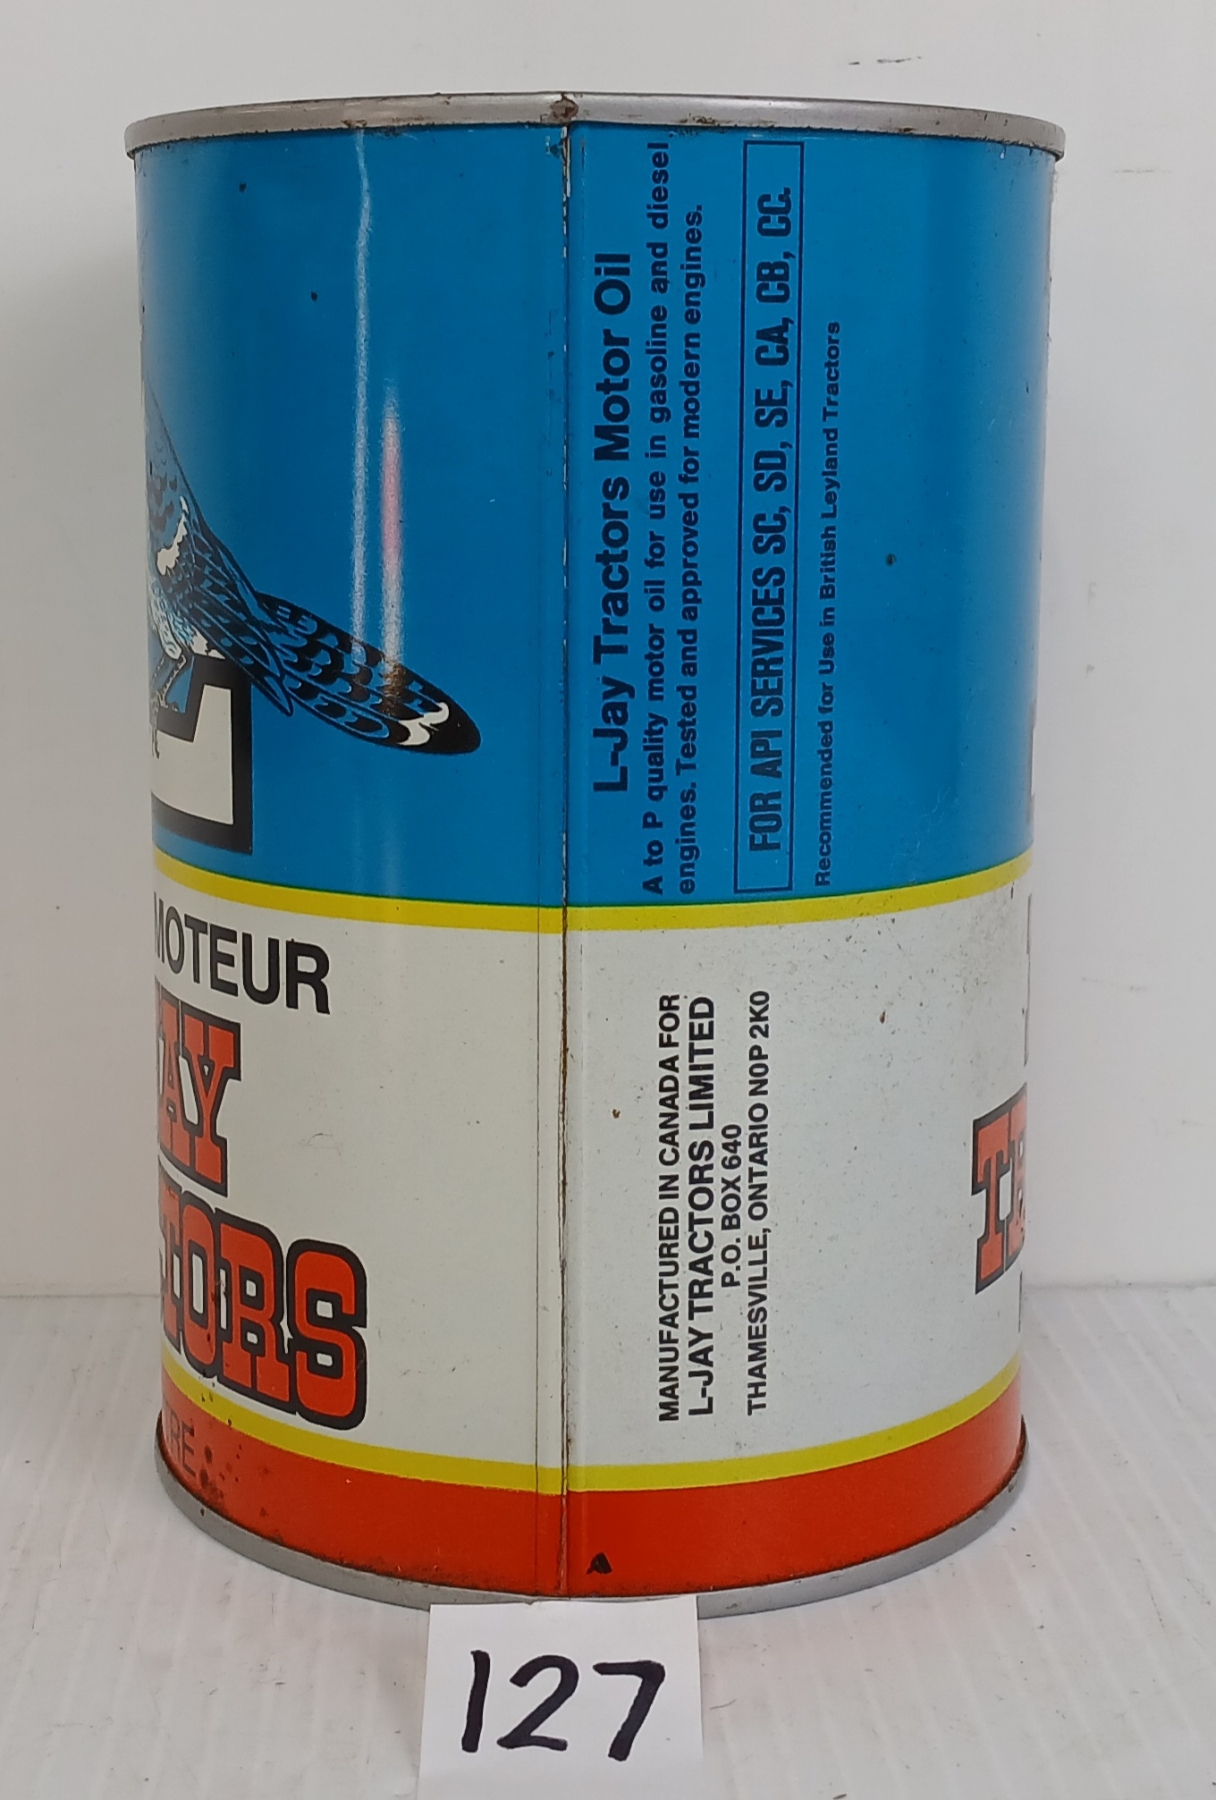 L-Jay Tractors Motor Oil
A to P quality motor oil for use in gasoline and diesel
engines. Tested and approved for modern engines.
FOR API SERVICES SC, SD, SE, CA, CB, CC.
Recommended for Use in British Leyland Tractors
MOTEUR
MANUFACTURED IN CANADA FOR
L-JAY TRACTORS LIMITED
P.O. BOX 640
THAMESVILLE, ONTARIO N0P 2K0
127